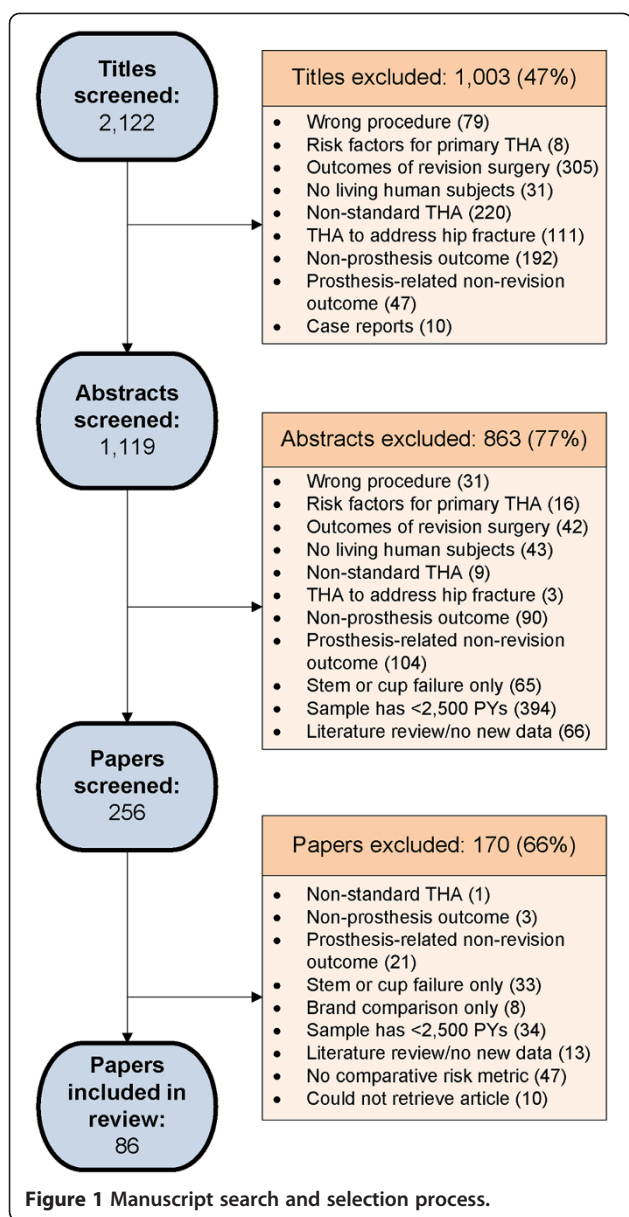 Titles
screened:
2,122
Titles excluded: 1,003 (47%)
• Wrong procedure (79)
• Risk factors for primary THA (8)
• Outcomes of revision surgery (305)
• No living human subjects (31)
• Non-standard THA (220)
• THA to address hip fracture (111)
• Non-prosthesis outcome (192)
• Prosthesis-related non-revision
outcome (47)
• Case reports (10)
Abstracts
screened:
1,119
Abstracts excluded: 863 (77%)
• Wrong procedure (31)
• Risk factors for primary THA (16)
• Outcomes of revision surgery (42)
• No living human subjects (43)
• Non-standard THA (9)
• THA to address hip fracture (3)
• Non-prosthesis outcome (90)
• Prosthesis-related non-revision
outcome (104)
• Stem or cup failure only (65)
• Sample has <2,500 PYs (394)
• Literature review/no new data (66)
Papers
screened:
256
Papers excluded: 170 (66%)
• Non-standard THA (1)
• Non-prosthesis outcome (3)
• Prosthesis-related non-revision
outcome (21)
• Stem or cup failure only (33)
• Brand comparison only (8)
• Sample has <2,500 PYs (34)
• Literature review/no new data (13)
• No comparative risk metric (47)
• Could not retrieve article (10)
Papers
included in
review:
86
Figure 1 Manuscript search and selection process.